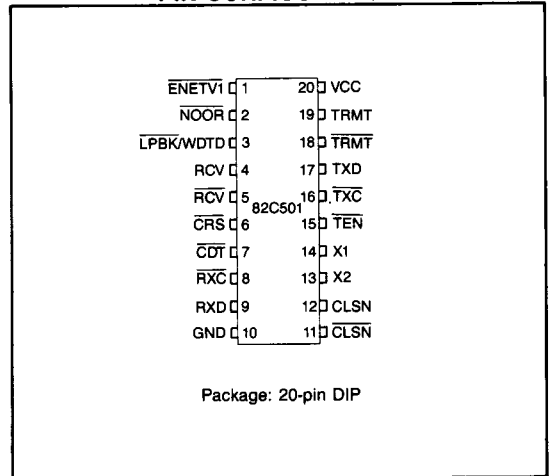 ENETV1 1 20 VCC
NOOR 2 19 TRMT
LPBK/WDTD 3 18 TRMT
RCV 4 17 TXD
RCV 5 16 TXC
82C501
CRS 6 15 TEN
CDT 7 14 X1
RXC 8 13 X2
RXD 9 12 CLSN
GND 10 11 CLSN
Package: 20-pin DIP